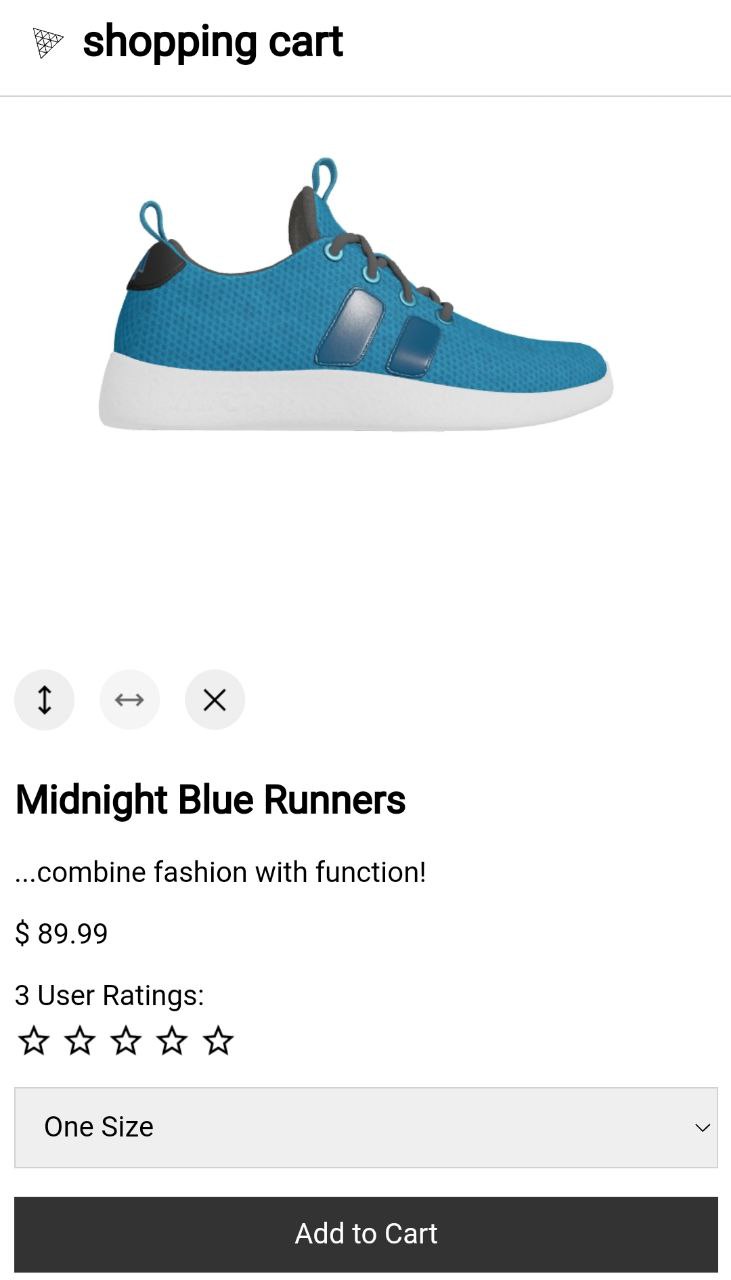 shopping cart
Midnight Blue Runners
...combine fashion with function!
$ 89.99
3 User Ratings:
One Size
Add to Cart